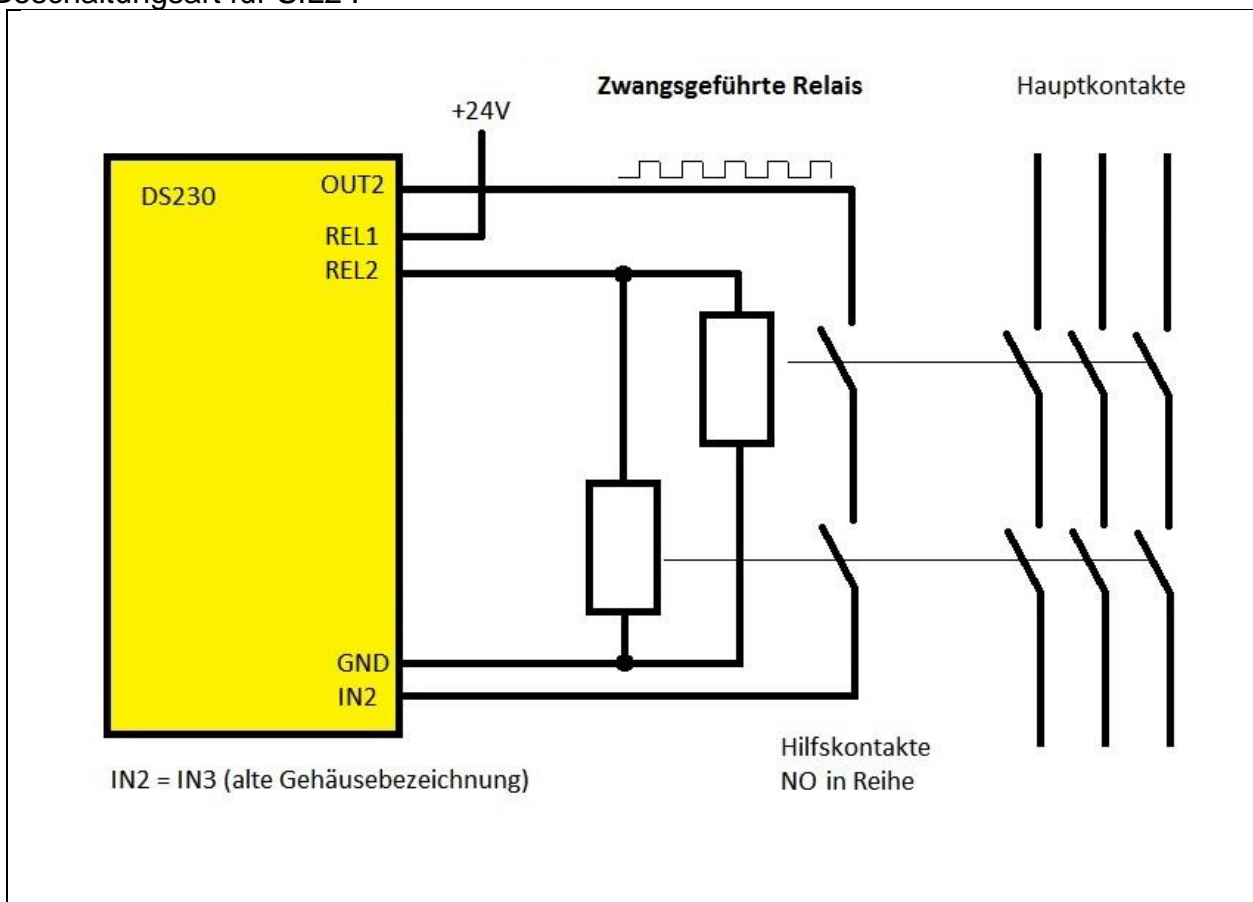 Zwangsgeführte Relais
Hauptkontakte
+24V
DS230
OUT2
REL1
REL2
GND
IN2
Hilfskontakte
NO in Reihe
IN2 = IN3 (alte Gehäusebezeichnung)